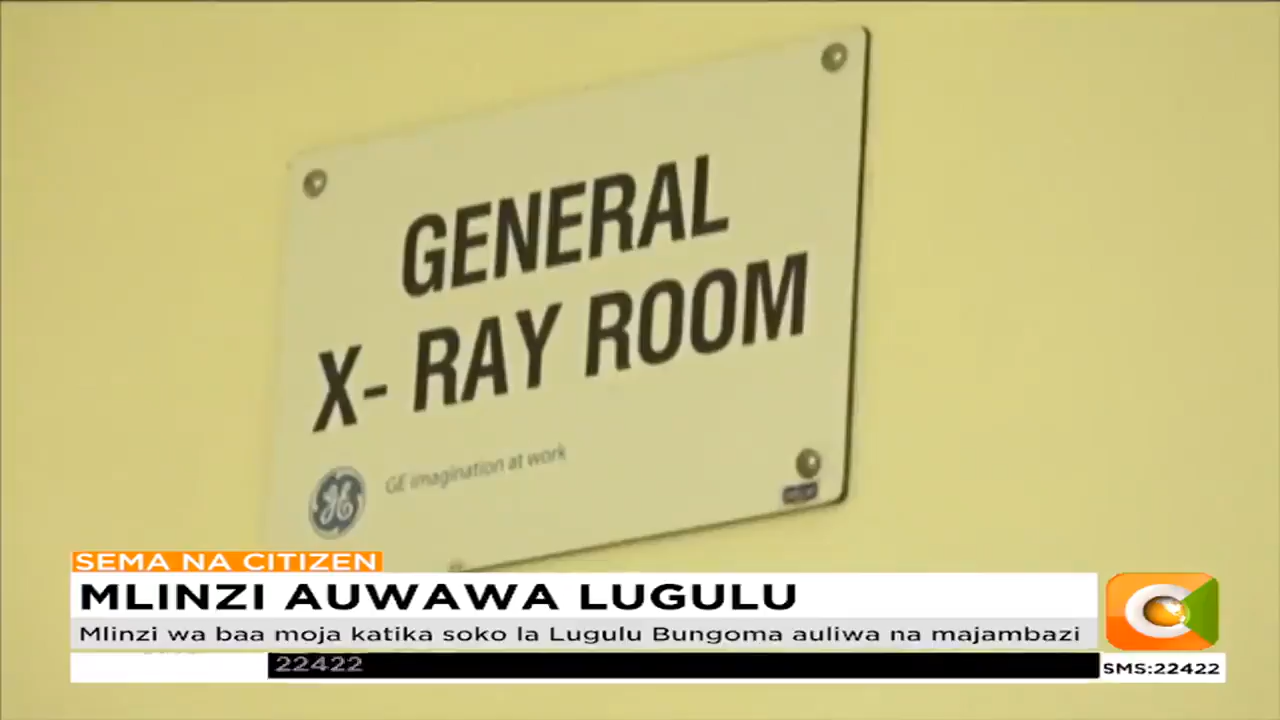 GENERAL
X- RAY ROOM
GE imagination at work
SEMA NA CITIZEN
MLINZI AUWAWA LUGULU
Mlinzi wa baa moja katika soko la Lugulu Bungoma auliwa na majambazi
22422
SMS:22422